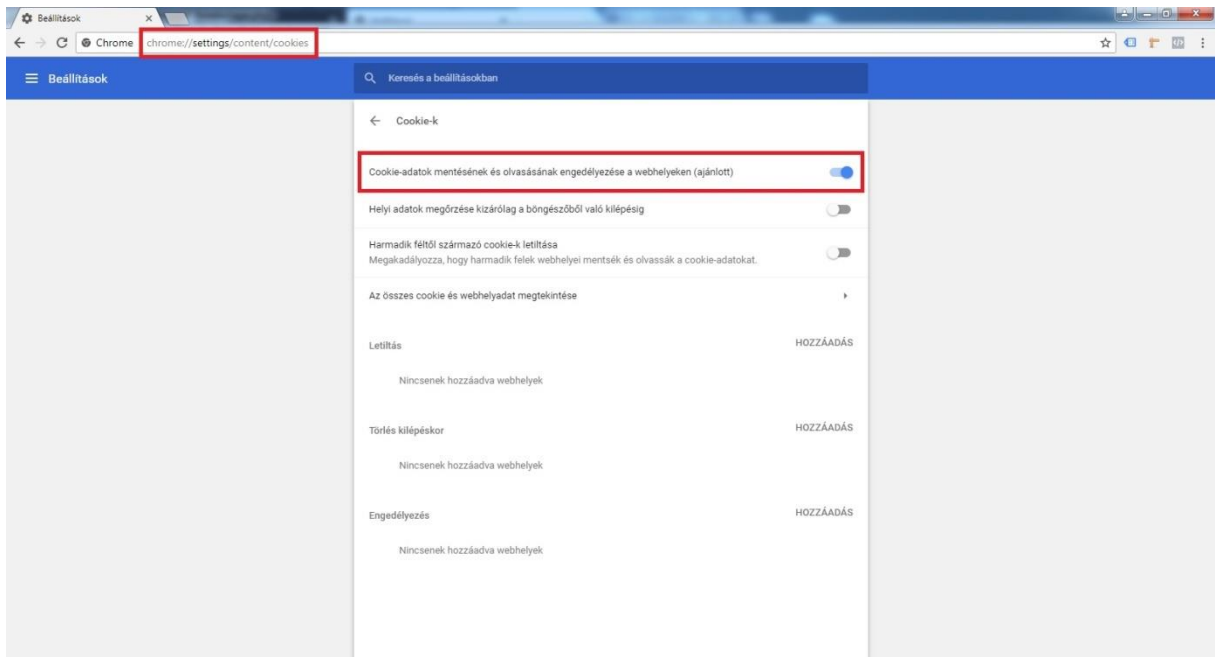 Beállítások
Chrome chrome://settings/content/cookies
Beállítások
Keresés a beállításokban
Cookie-k
Cookie-adatok mentésének és olvasásának engedélyezése a webhelyeken (ajánlott)
Helyi adatok megőrzése kizárólag a böngészőből való kilépésig
Harmadik féltől származó cookie-k letiltása
Megakadályozza, hogy harmadik felek webhelyei mentsék és olvassák a cookie-adatokat.
Az összes cookie és webhelyadat megtekintése
Letiltás HOZZÁADÁS
Nincsenek hozzáadva webhelyek
Törlés kilépéskor HOZZÁADÁS
Nincsenek hozzáadva webhelyek
Engedélyezés HOZZÁADÁS
Nincsenek hozzáadva webhelyek